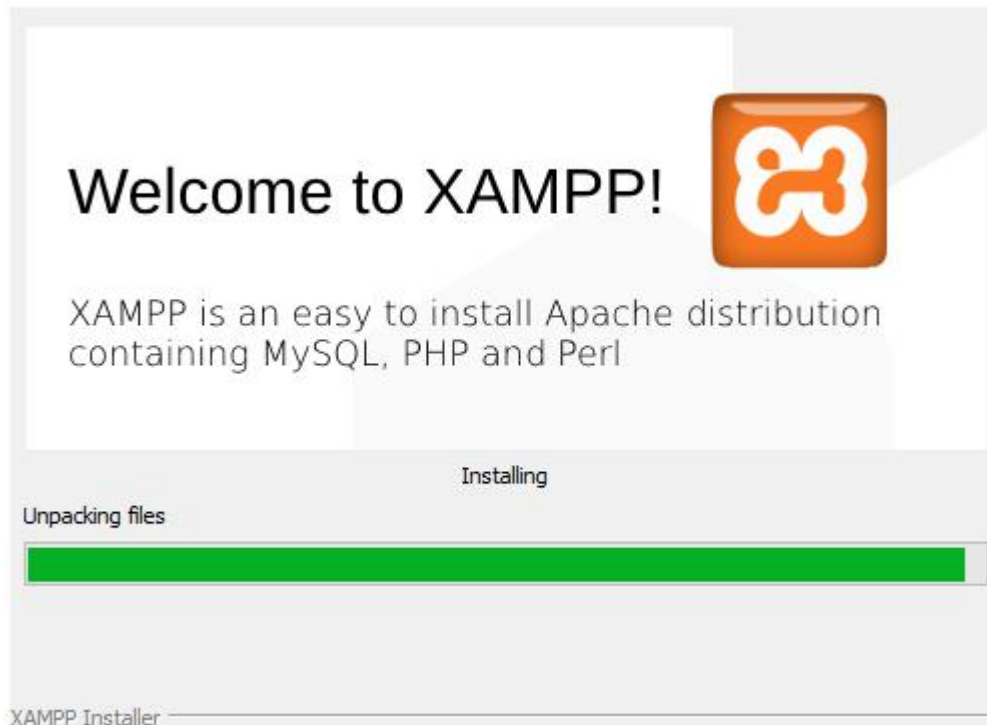 Welcome to XAMPP!
XAMPP is an easy to install Apache distribution
containing MySQL, PHP and Perl
Installing
Unpacking files
XAMPP Installer